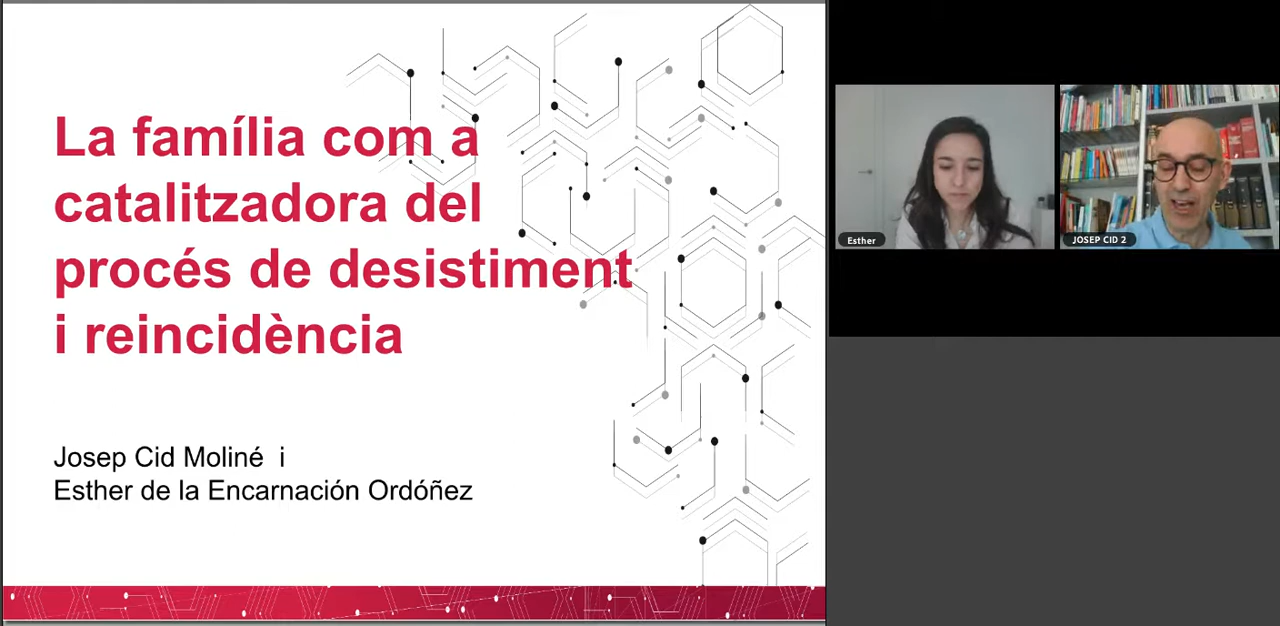 La família com a
catalitzadora del
procés de desistiment
i reincidència
Josep Cid Moliné i
Esther de la Encarnación Ordóñez
Esther
JOSEP CID 2